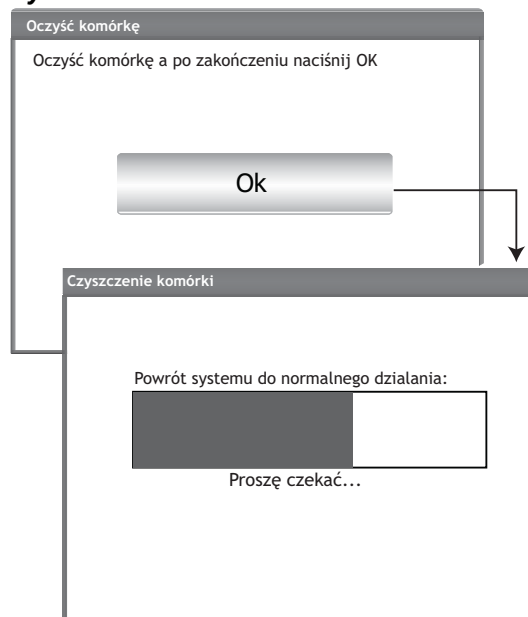 Oczyść komórkę
Oczyść komórkę a po zakończeniu naciśnij OK
Ok
Czyszczenie komórki
Powrót systemu do normalnego dzialania:
Proszę czekać...